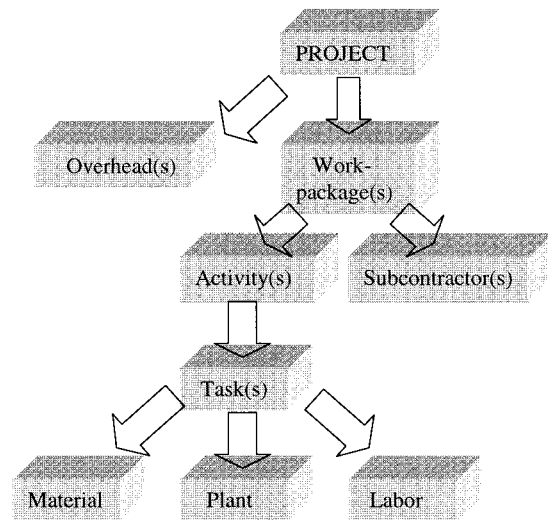 PROJECT
Overhead(s)
Work-
package(s)
Activity(s)
Subcontractor(s)
Task(s)
Material
Plant
Labor